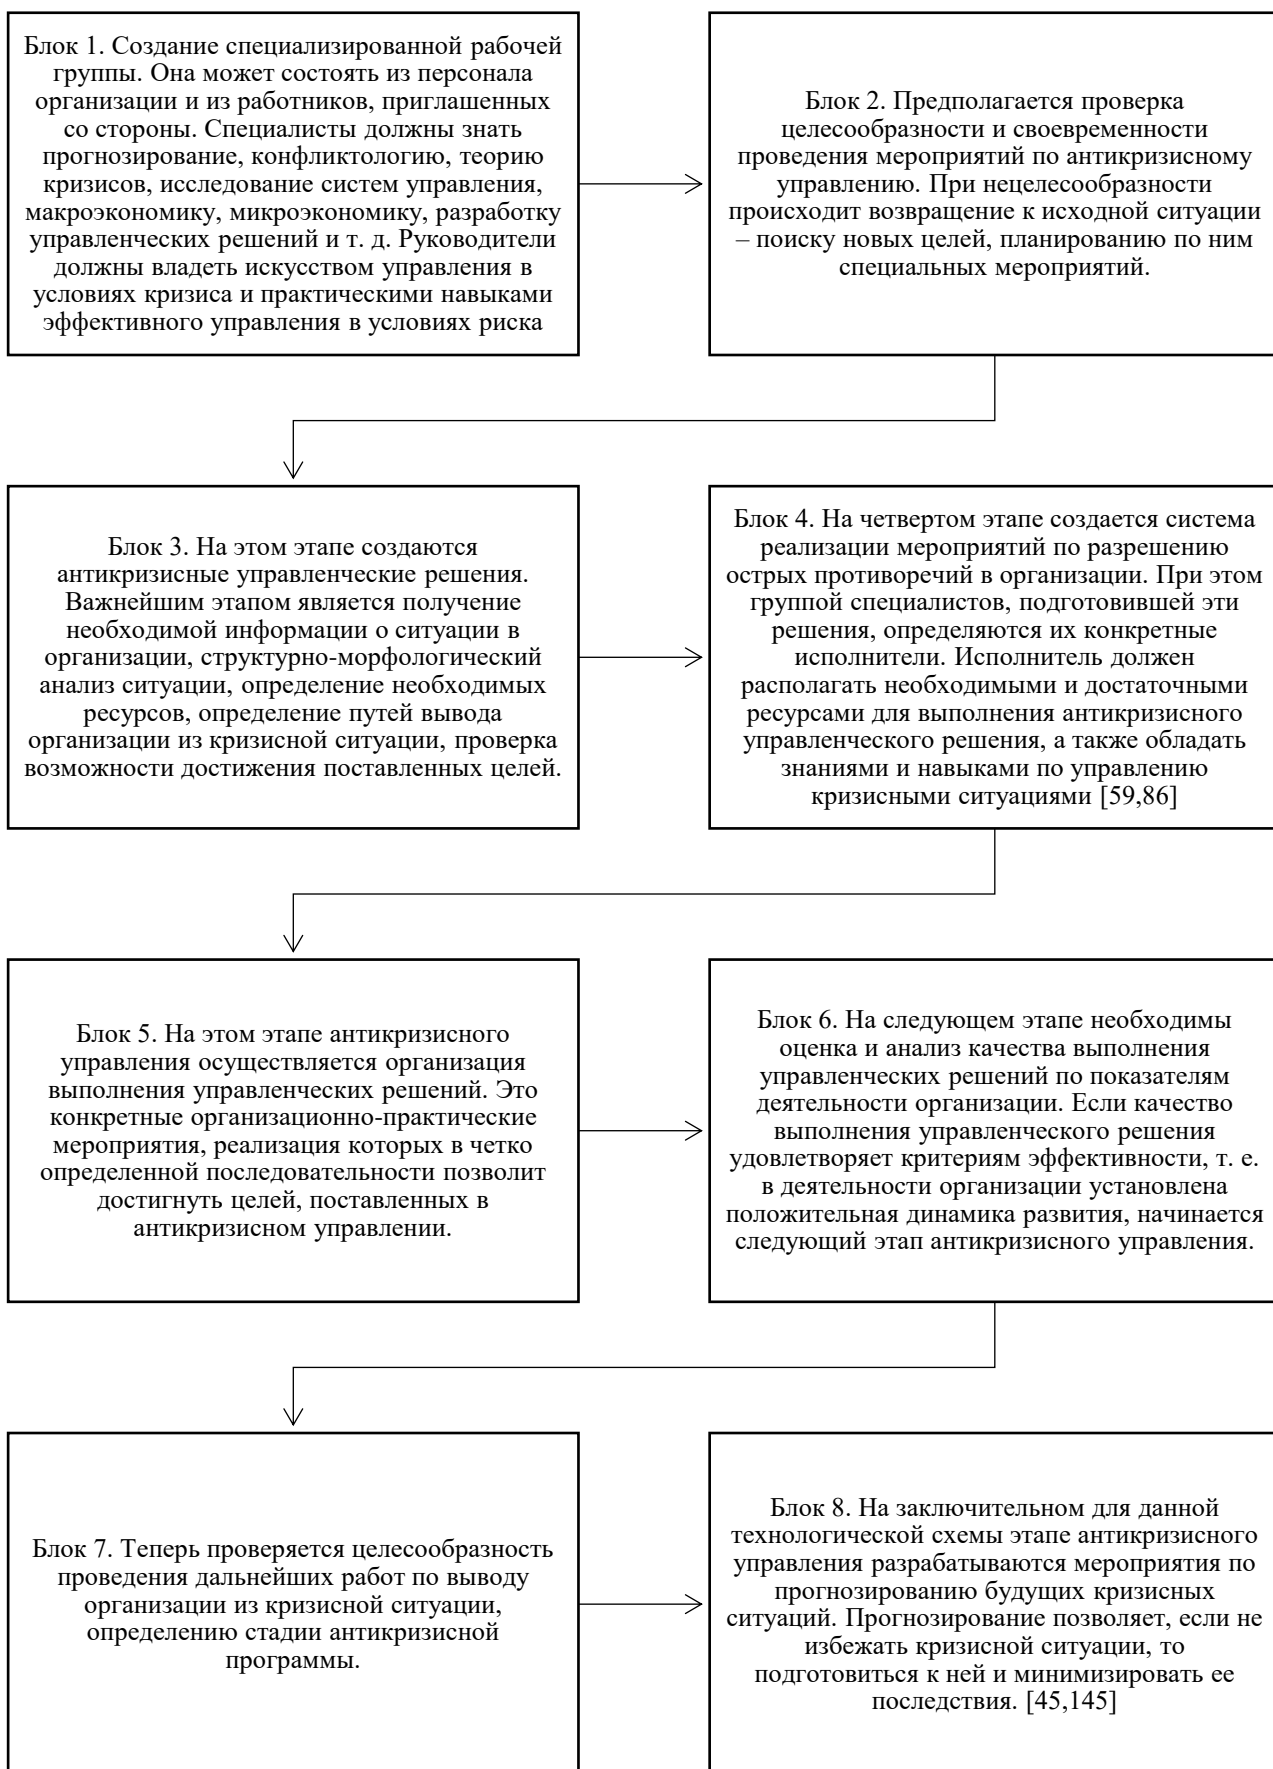 Блок 1. Создание специализированной рабочей
группы. Она может состоять из персонала
организации и из работников, приглашенных
со стороны. Специалисты должны знать
прогнозирование, конфликтологию, теорию
кризисов, исследование систем управления,
макроэкономику, микроэкономику, разработку
управленческих решений и т. д. Руководители
должны владеть искусством управления в
условиях кризиса и практическими навыками
эффективного управления в условиях риска
Блок 2. Предполагается проверка
целесообразности и своевременности
проведения мероприятий по антикризисному
управлению. При нецелесообразности
происходит возвращение к исходной ситуации
– поиску новых целей, планированию по ним
специальных мероприятий.
Блок 3. На этом этапе создаются
антикризисные управленческие решения.
Важнейшим этапом является получение
необходимой информации о ситуации в
организации, структурно-морфологический
анализ ситуации, определение необходимых
ресурсов, определение путей вывода
организации из кризисной ситуации, проверка
возможности достижения поставленных целей.
Блок 4. На четвертом этапе создается система
реализации мероприятий по разрешению
острых противоречий в организации. При этом
группой специалистов, подготовившей эти
решения, определяются их конкретные
исполнители. Исполнитель должен
располагать необходимыми и достаточными
ресурсами для выполнения антикризисного
управленческого решения, а также обладать
знаниями и навыками по управлению
кризисными ситуациями [59,86]
Блок 5. На этом этапе антикризисного
управления осуществляется организация
выполнения управленческих решений. Это
конкретные организационно-практические
мероприятия, реализация которых в четко
определенной последовательности позволит
достигнуть целей, поставленных в
антикризисном управлении.
Блок 6. На следующем этапе необходимы
оценка и анализ качества выполнения
управленческих решений по показателям
деятельности организации. Если качество
выполнения управленческого решения
удовлетворяет критериям эффективности, т. е.
в деятельности организации установлена
положительная динамика развития, начинается
следующий этап антикризисного управления.
Блок 7. Теперь проверяется целесообразность
проведения дальнейших работ по выводу
организации из кризисной ситуации,
определению стадии антикризисной
программы.
Блок 8. На заключительном для данной
технологической схемы этапе антикризисного
управления разрабатываются мероприятия по
прогнозированию будущих кризисных
ситуаций. Прогнозирование позволяет, если не
избежать кризисной ситуации, то
подготовиться к ней и минимизировать ее
последствия. [45,145]